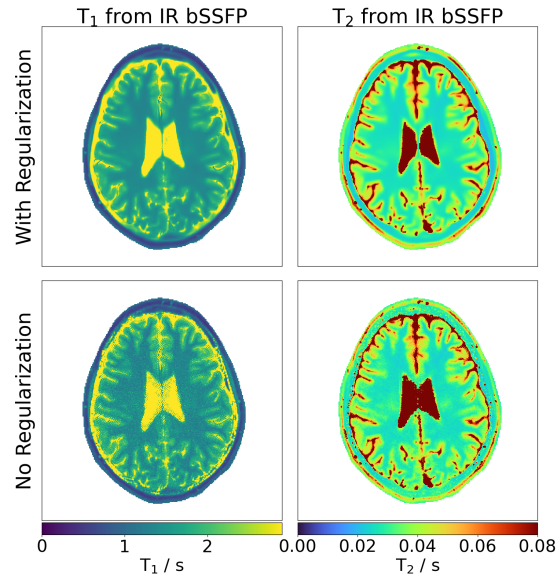 T₁ from IR bSSFP
T₂ from IR bSSFP
With Regularization
No Regularization
0 1 2
T₁ / s
0.00 0.02 0.04 0.06 0.08
T₂ / s